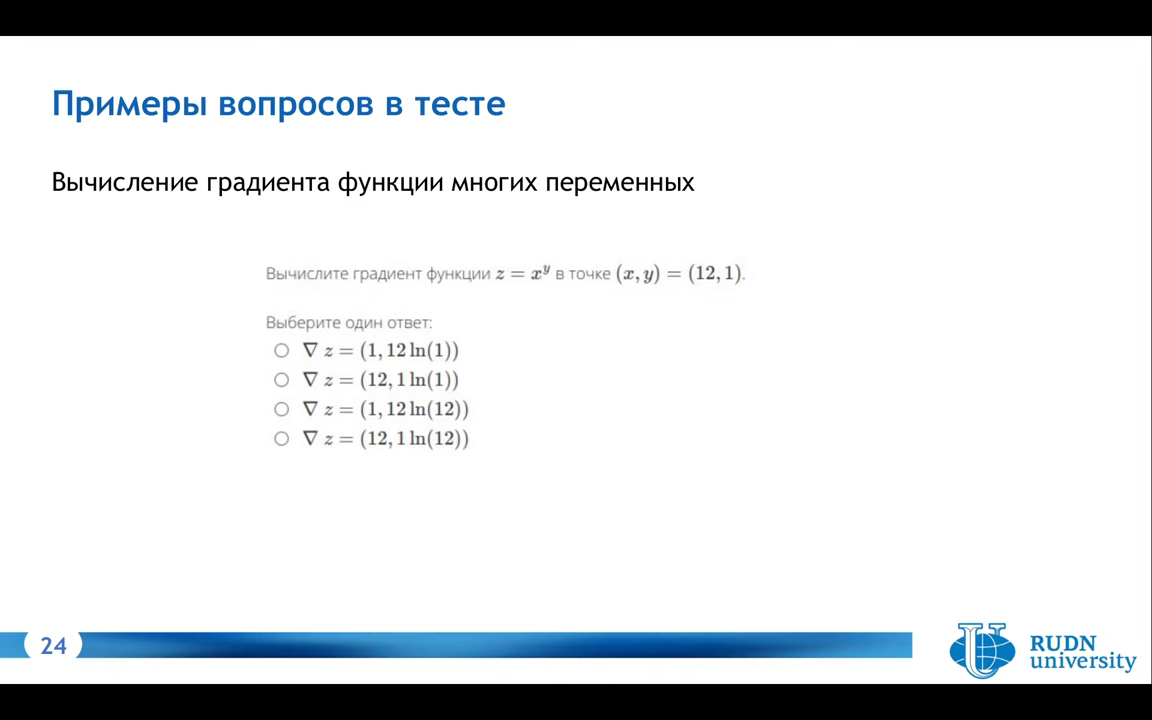 Примеры вопросов в тесте
Вычисление градиента функции многих переменных
Вычислите градиент функции z = x^y в точке (x, y) = (12, 1).
Выберите один ответ:
∇ z = (1, 12 ln(1))
∇ z = (12, 1 ln(1))
∇ z = (1, 12 ln(12))
∇ z = (12, 1 ln(12))
24
RUDN
university